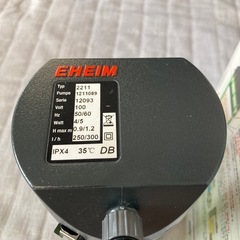 EHEIM
Typ 2211
Pumpe 1211089
Serie 12093
Volt 100
Hz 50/60
Watt 4/5
H max m 0.9/1.2
l/h 250/300
IPX4 35℃ DB